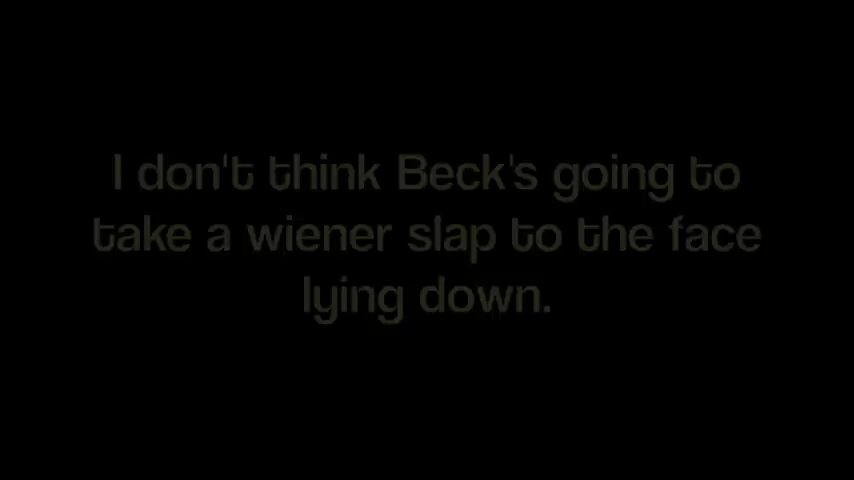 I don't think Beck's going to
take a wiener slap to the face
lying down.